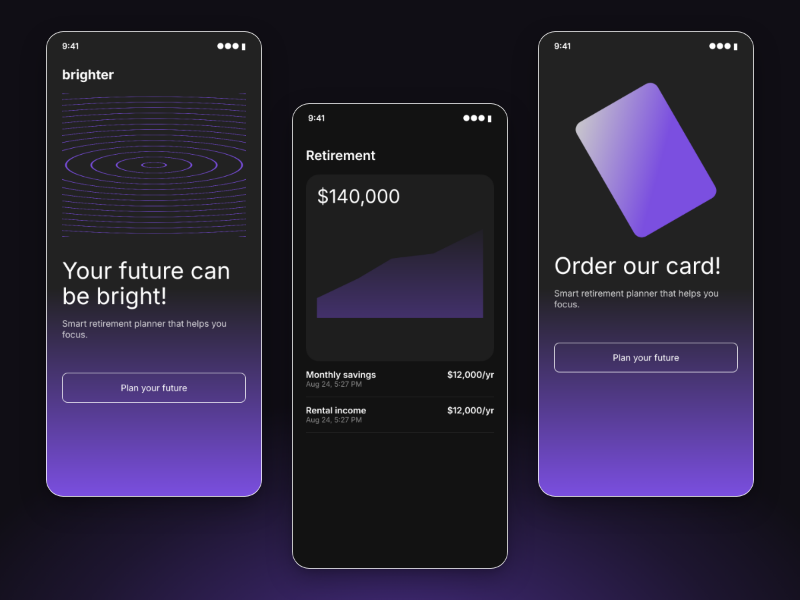 9:41
brighter
Your future can
be bright!
Smart retirement planner that helps you
focus.
Plan your future
9:41
Retirement
$140,000
Monthly savings $12,000/yr
Aug 24, 5:27 PM
Rental income $12,000/yr
Aug 24, 5:27 PM
9:41
Order our card!
Smart retirement planner that helps you
focus.
Plan your future